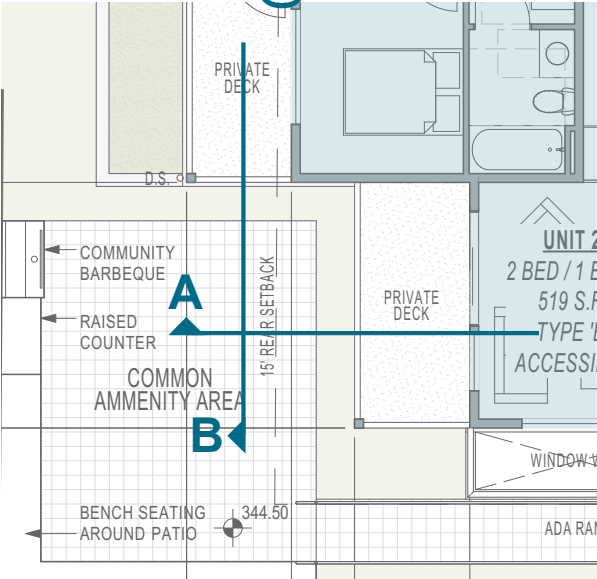 PRIVATE
DECK
D.S.
COMMUNITY
BARBEQUE
A
RAISED
COUNTER
15' REAR SETBACK
PRIVATE
DECK
UNIT 2
2 BED / 1 B
519 S.F
TYPE '
ACCESSI
COMMON
AMMENITY AREA
B
WINDOW W
BENCH SEATING
AROUND PATIO
344.50
ADA RAM